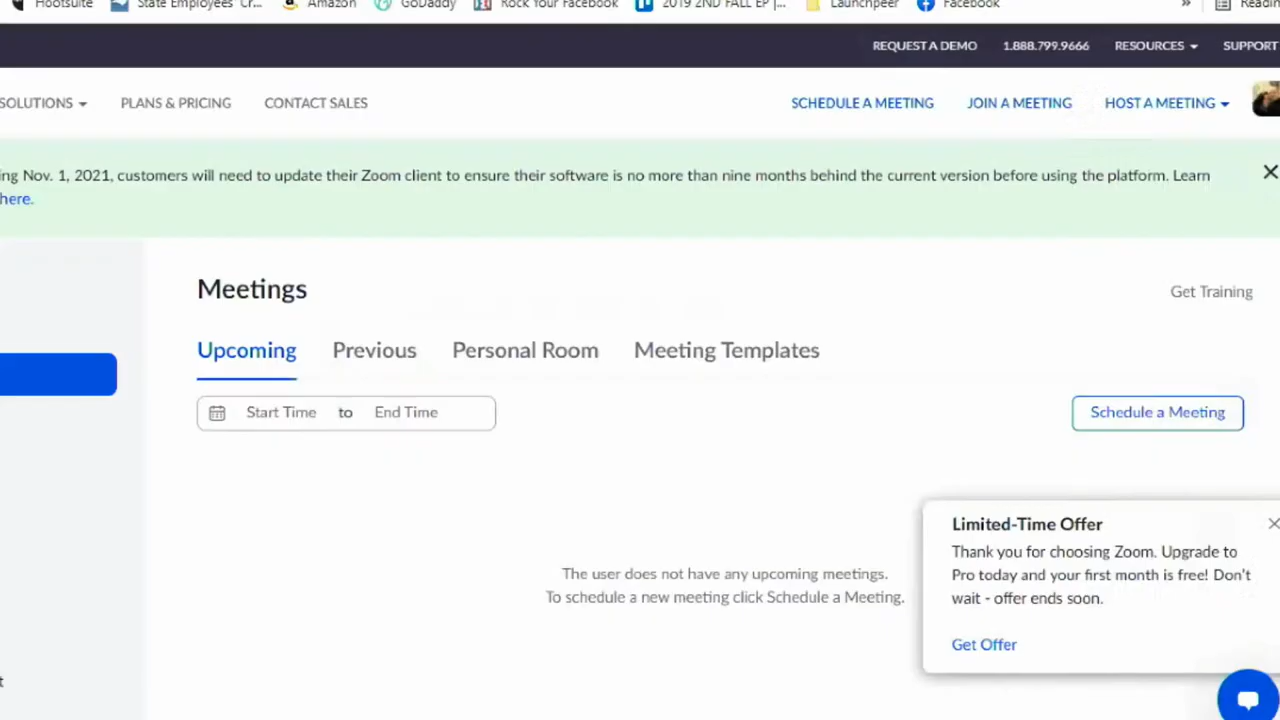 Hootsuite State Employees' Cr... Amazon GoDaddy Rock Your Facebook 2019 2ND FALL EP |... Launchpeer Facebook »
REQUEST A DEMO 1.888.799.9666 RESOURCES SUPPORT
SOLUTIONS PLANS & PRICING CONTACT SALES SCHEDULE A MEETING JOIN A MEETING HOST A MEETING
ing Nov. 1, 2021, customers will need to update their Zoom client to ensure their software is no more than nine months behind the current version before using the platform. Learn
here.
Meetings
Get Training
Upcoming Previous Personal Room Meeting Templates
Start Time to End Time
Schedule a Meeting
The user does not have any upcoming meetings.
To schedule a new meeting click Schedule a Meeting.
Limited-Time Offer
Thank you for choosing Zoom. Upgrade to
Pro today and your first month is free! Don't
wait - offer ends soon.
Get Offer
t